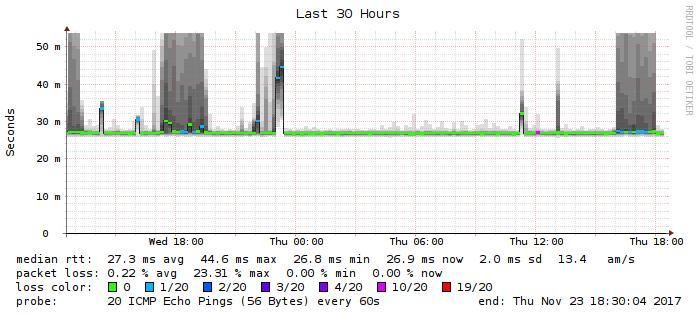 Last 30 Hours
RRDTOOL / TOBI OETIKER
Seconds
50 m
40 m
30 m
20 m
10 m
0
Wed 18:00 Thu 00:00 Thu 06:00 Thu 12:00 Thu 18:00
median rtt: 27.3 ms avg 44.6 ms max 26.8 ms min 26.9 ms now 2.0 ms sd 13.4 am/s
packet loss: 0.22 % avg 23.31 % max 0.00 % min 0.00 % now
loss color: 0 1/20 2/20 3/20 4/20 10/20 19/20
probe: 20 ICMP Echo Pings (56 Bytes) every 60s end: Thu Nov 23 18:30:04 2017